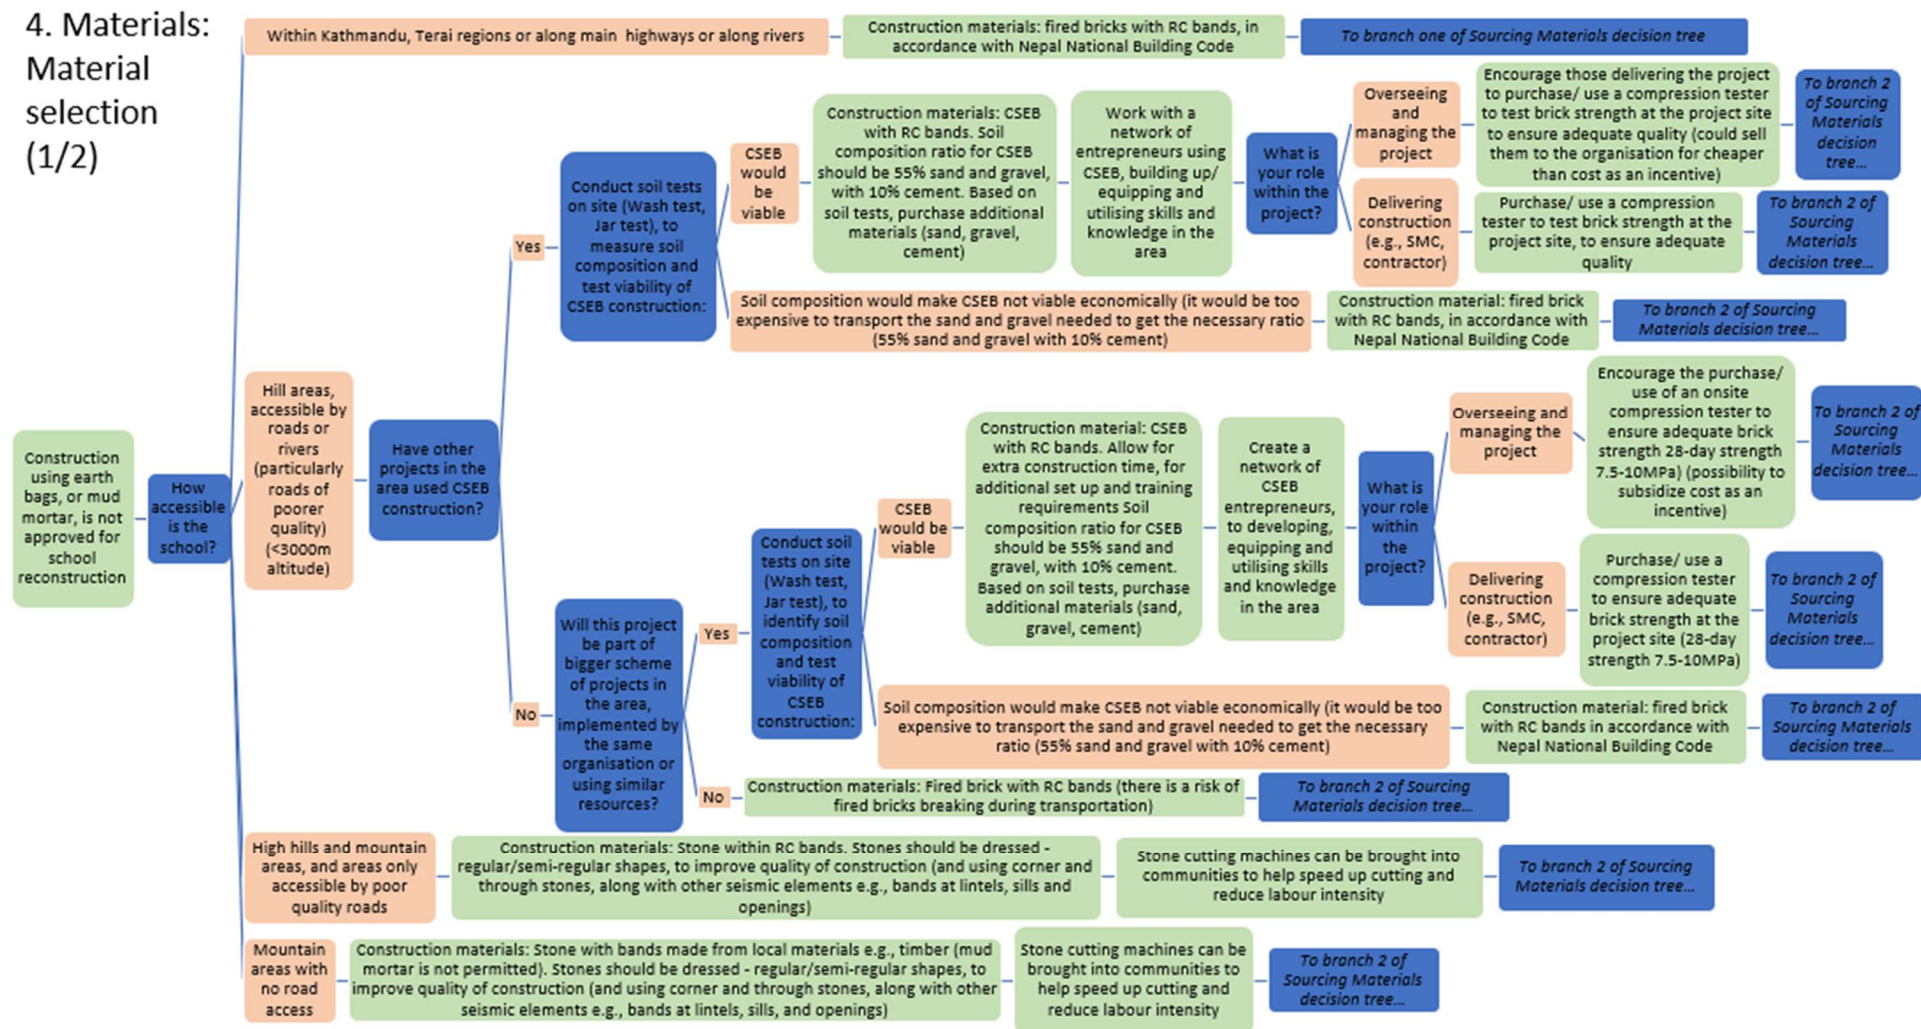 4. Materials:
Material
selection
(1/2)
Construction
using earth
bags, or mud
mortar, is not
approved for
school
reconstruction
How
accessible
is the
school?
Within Kathmandu, Terai regions or along main highways or along rivers
Construction materials: fired bricks with RC bands, in
accordance with Nepal National Building Code
To branch one of Sourcing Materials decision tree
Hill areas,
accessible by
roads or
rivers
(particularly
roads of
poorer
quality)
(<3000m
altitude)
Have other
projects in the
area used CSEB
construction?
Yes
Conduct soil tests
on site (Wash test,
Jar test), to
measure soil
composition and
test viability of
CSEB construction:
CSEB
would
be
viable
Construction materials: CSEB
with RC bands. Soil
composition ratio for CSEB
should be 55% sand and gravel,
with 10% cement. Based on
soil tests, purchase additional
materials (sand, gravel,
cement)
Work with a
network of
entrepreneurs using
CSEB, building up/
equipping and
utilising skills and
knowledge in the
area
What is
your role
within the
project?
Overseeing
and
managing the
project
Encourage those delivering the project
to purchase/ use a compression tester
to test brick strength at the project site
to ensure adequate quality (could sell
them to the organisation for cheaper
than cost as an incentive)
To branch 2
of Sourcing
Materials
decision
tree...
Delivering
construction
(e.g., SMC,
contractor)
Purchase/ use a compression
tester to test brick strength at the
project site, to ensure adequate
quality
To branch 2 of
Sourcing
Materials
decision tree...
Soil composition would make CSEB not viable economically (it would be too
expensive to transport the sand and gravel needed to get the necessary ratio
(55% sand and gravel with 10% cement)
Construction material: fired brick
with RC bands, in accordance with
Nepal National Building Code
To branch 2 of Sourcing
Materials decision tree...
No
Will this project
be part of
bigger scheme
of projects in
the area,
implemented by
the same
organisation or
using similar
resources?
Yes
Conduct soil
tests on site
(Wash test,
Jar test), to
identify soil
composition
and test
viability of
CSEB
construction:
CSEB
would be
viable
Construction material: CSEB
with RC bands. Allow for
extra construction time, for
additional set up and training
requirements Soil
composition ratio for CSEB
should be 55% sand and
gravel, with 10% cement.
Based on soil tests, purchase
additional materials (sand,
gravel, cement)
Create a
network of
CSEB
entrepreneurs,
to developing,
equipping and
utilising skills
and knowledge
in the area
What is
your role
within
the
project?
Overseeing and
managing the
project
Encourage the purchase/
use of an onsite
compression tester to
ensure adequate brick
strength 28-day strength
7.5-10MPa) (possibility to
subsidize cost as an
incentive)
To branch 2 of
Sourcing
Materials
decision tree...
Delivering
construction
(e.g., SMC,
contractor)
Purchase/ use a
compression tester
to ensure adequate
brick strength at the
project site (28-day
strength 7.5-10MPa)
To branch 2 of
Sourcing
Materials
decision tree...
Soil composition would make CSEB not viable economically (it would be too
expensive to transport the sand and gravel needed to get the necessary
ratio (55% sand and gravel with 10% cement)
Construction material: fired brick
with RC bands in accordance with
Nepal National Building Code
To branch 2 of
Sourcing Materials
decision tree...
No
Construction materials: Fired brick with RC bands (there is a risk of
fired bricks breaking during transportation)
To branch 2 of Sourcing
Materials decision tree...
High hills and mountain
areas, and areas only
accessible by poor
quality roads
Construction materials: Stone within RC bands. Stones should be dressed -
regular/semi-regular shapes, to improve quality of construction (and using corner and
through stones, along with other seismic elements e.g., bands at lintels, sills and
openings)
Stone cutting machines can be brought into
communities to help speed up cutting and
reduce labour intensity
To branch 2 of Sourcing
Materials decision tree...
Mountain
areas with
no road
access
Construction materials: Stone with bands made from local materials e.g., timber (mud
mortar is not permitted). Stones should be dressed - regular/semi-regular shapes, to
improve quality of construction (and using corner and through stones, along with other
seismic elements e.g., bands at lintels, sills, and openings)
Stone cutting machines can be
brought into communities to
help speed up cutting and
reduce labour intensity
To branch 2 of
Sourcing Materials
decision tree...